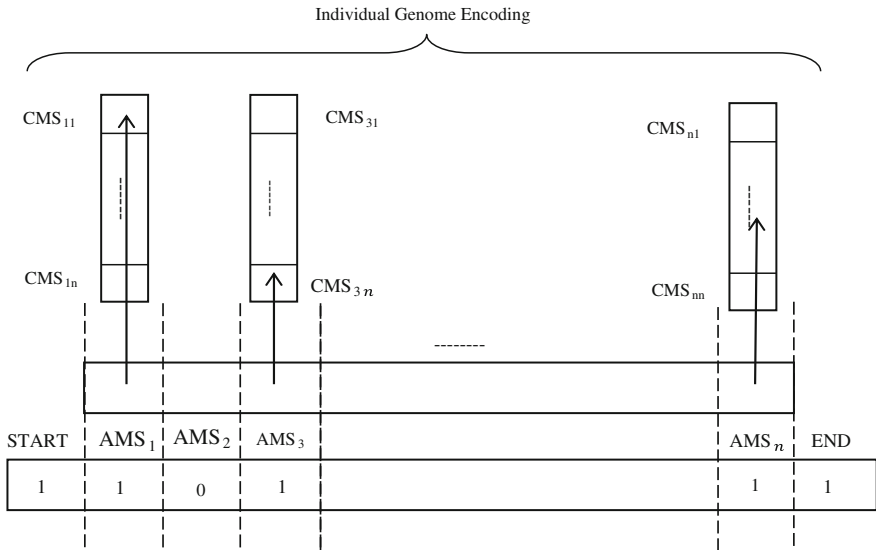 Individual Genome Encoding
CMS11 CMS31 CMSn1
CMS1n CMS3n CMSnn
START AMS1 AMS2 AMS3 AMSn END
1 1 0 1 1 1